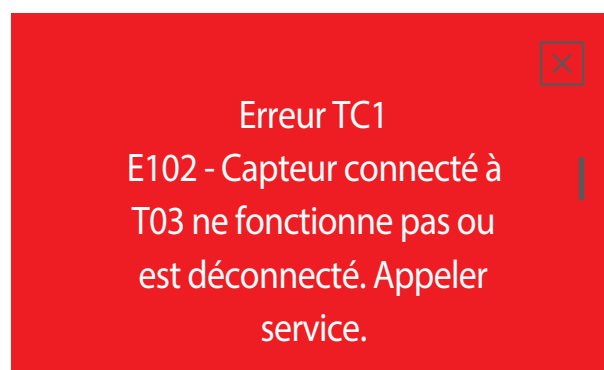 Erreur TC1
E102 - Capteur connecté à
T03 ne fonctionne pas ou
est déconnecté. Appeler
service.